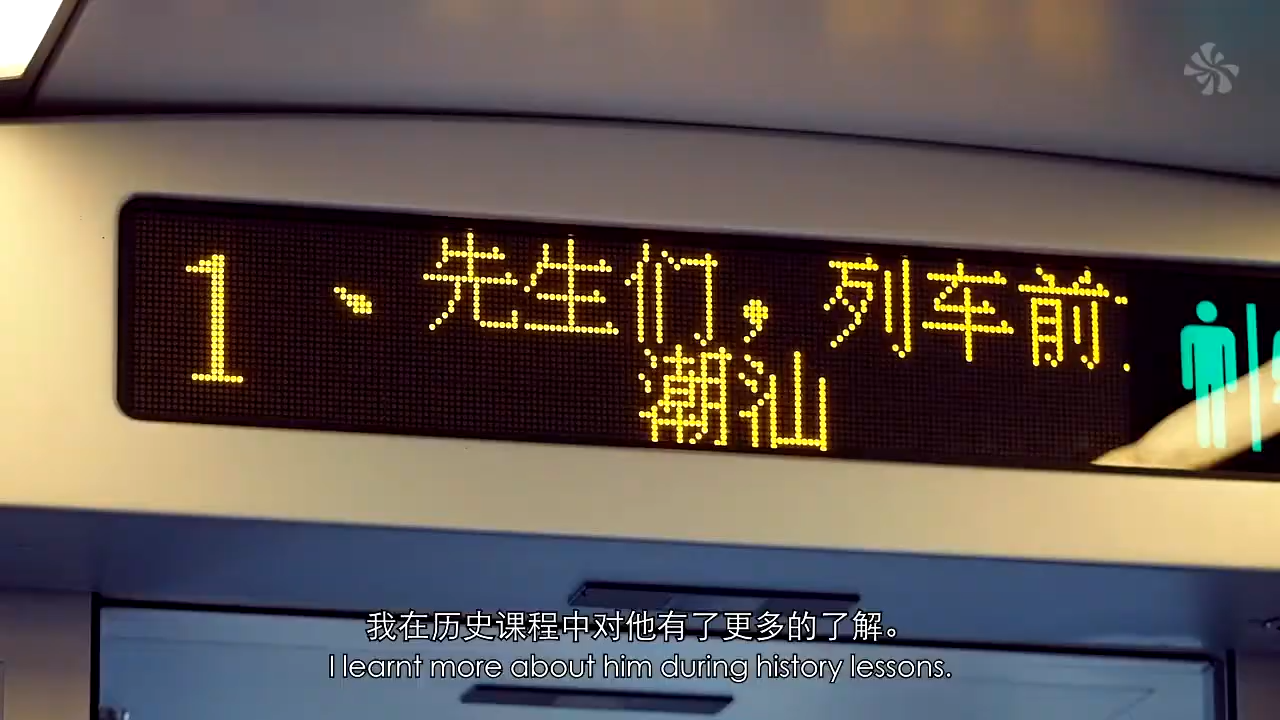 1、先生们，列车前
潮汕
我在历史课程中对他有了更多的了解。
I learnt more about him during history lessons.